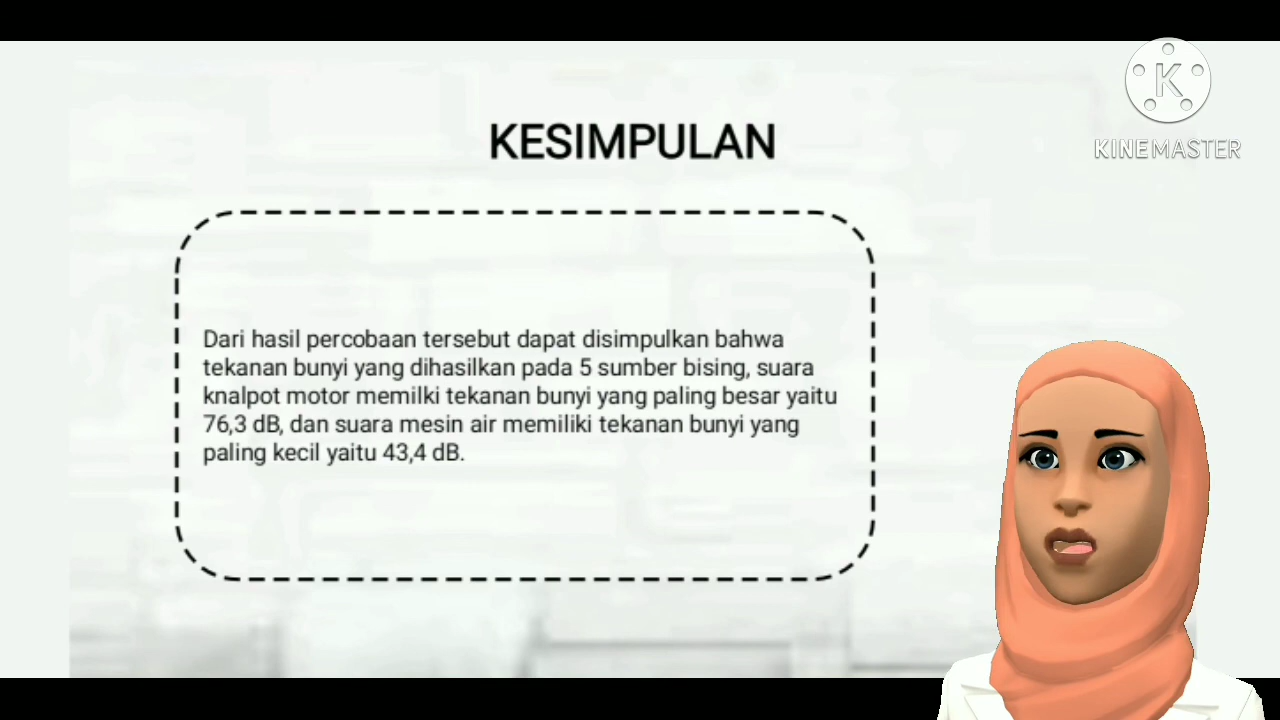 KESIMPULAN
K
KINEMASTER
Dari hasil percobaan tersebut dapat disimpulkan bahwa
tekanan bunyi yang dihasilkan pada 5 sumber bising, suara
knalpot motor memilki tekanan bunyi yang paling besar yaitu
76,3 dB, dan suara mesin air memiliki tekanan bunyi yang
paling kecil yaitu 43,4 dB.